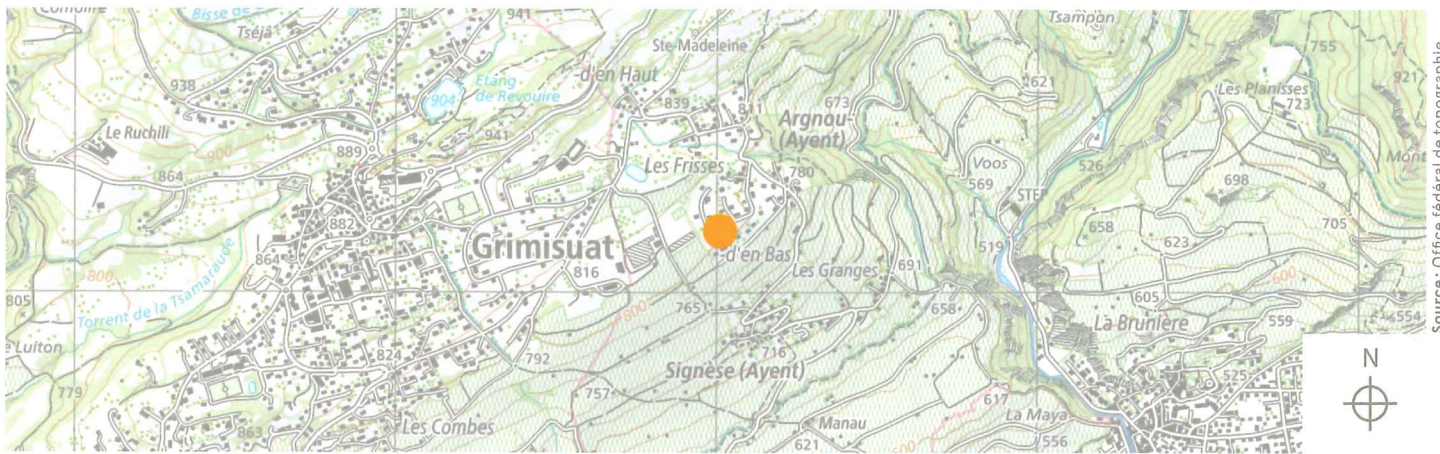 Bisse de
Tséjâ
938
Le Ruchili
864
889
900
904
Etang
de Revouire
941
941
Ste-Madeleine
d'en Haut
839
811
Argnou
(Ayent)
673
621
Tsampon
755
921
Les Planisses
723
Mont
Les Frisses
780
Voos
569
526
STEP
698
882
864
Grimisuat
816
-d'en Bas
Les Granges
691
519
658
623
705
800
805
Torrent de la Tsamaraude
765
800
658
605
600
559
554
La Brunière
Luiton
779
824
792
757
716
Signèse (Ayent)
525
617
863
Les Combes
Manau
621
600
La Maya
556
N
Source: Office fédéral de topographie